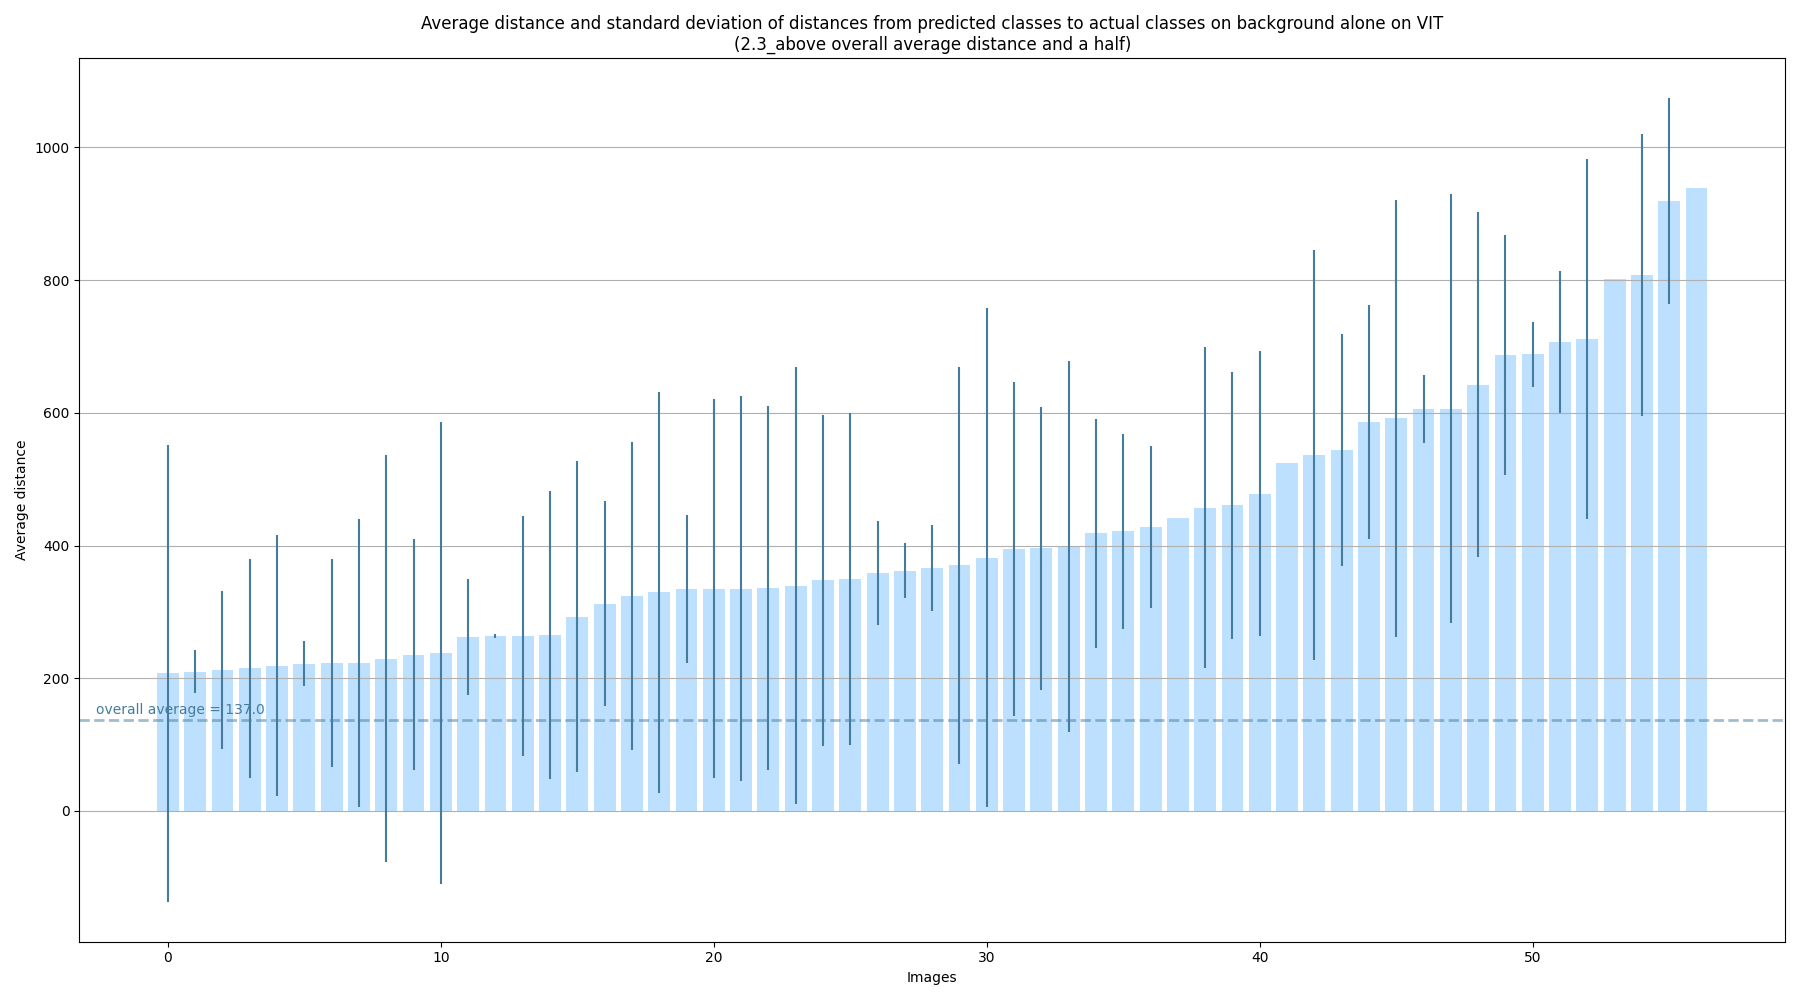 Average distance and standard deviation of distances from predicted classes to actual classes on background alone on VIT
(2.3_above overall average distance and a half)
1000
800
600
400
200
0
Average distance
overall average = 137.0
0 10 20 30 40 50
Images